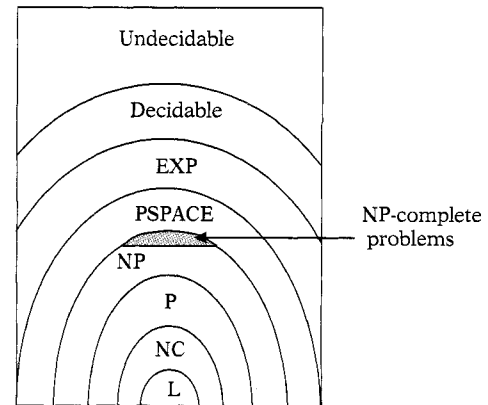 Undecidable
Decidable
EXP
PSPACE
NP-complete
problems
NP
P
NC
L